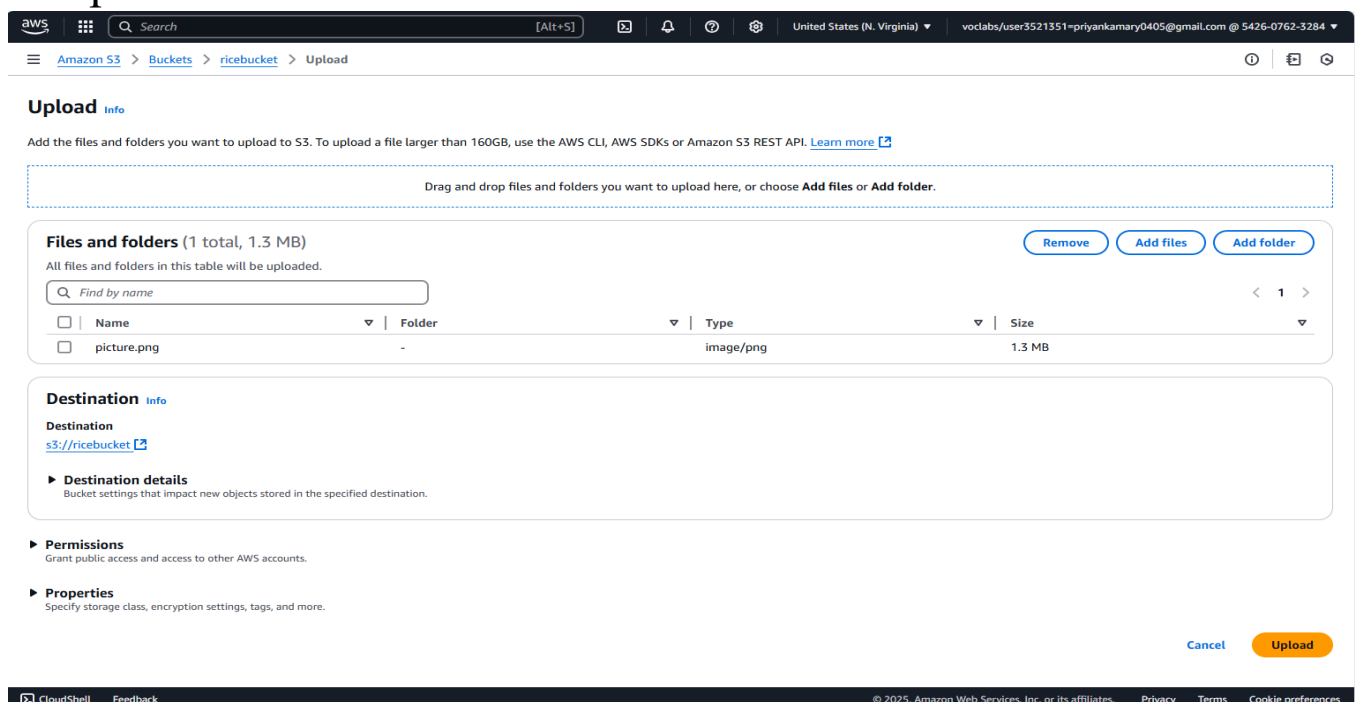 aws Search [Alt+S] United States (N. Virginia) voclabs/user3521351=priyankamary0405@gmail.com @ 5426-0762-3284
Amazon S3 > Buckets > ricebucket > Upload
Upload Info
Add the files and folders you want to upload to S3. To upload a file larger than 160GB, use the AWS CLI, AWS SDKs or Amazon S3 REST API. Learn more
Drag and drop files and folders you want to upload here, or choose Add files or Add folder.
Files and folders (1 total, 1.3 MB) Remove Add files Add folder
All files and folders in this table will be uploaded.
Find by name < 1 >
Name Folder Type Size
picture.png - image/png 1.3 MB
Destination Info
Destination
s3://ricebucket
Destination details
Bucket settings that impact new objects stored in the specified destination.
Permissions
Grant public access and access to other AWS accounts.
Properties
Specify storage class, encryption settings, tags, and more.
Cancel Upload
CloudShell Feedback © 2025, Amazon Web Services, Inc. or its affiliates. Privacy Terms Cookie preferences